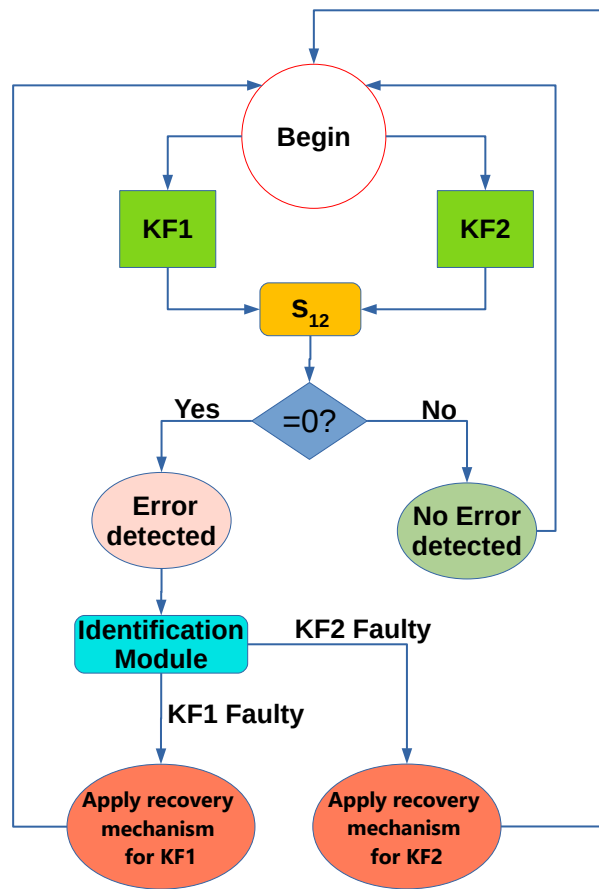 Begin
KF1
KF2
s12
=0?
Yes
No
Error
detected
No Error
detected
Identification
Module
KF2 Faulty
KF1 Faulty
Apply recovery
mechanism
for KF1
Apply recovery
mechanism
for KF2